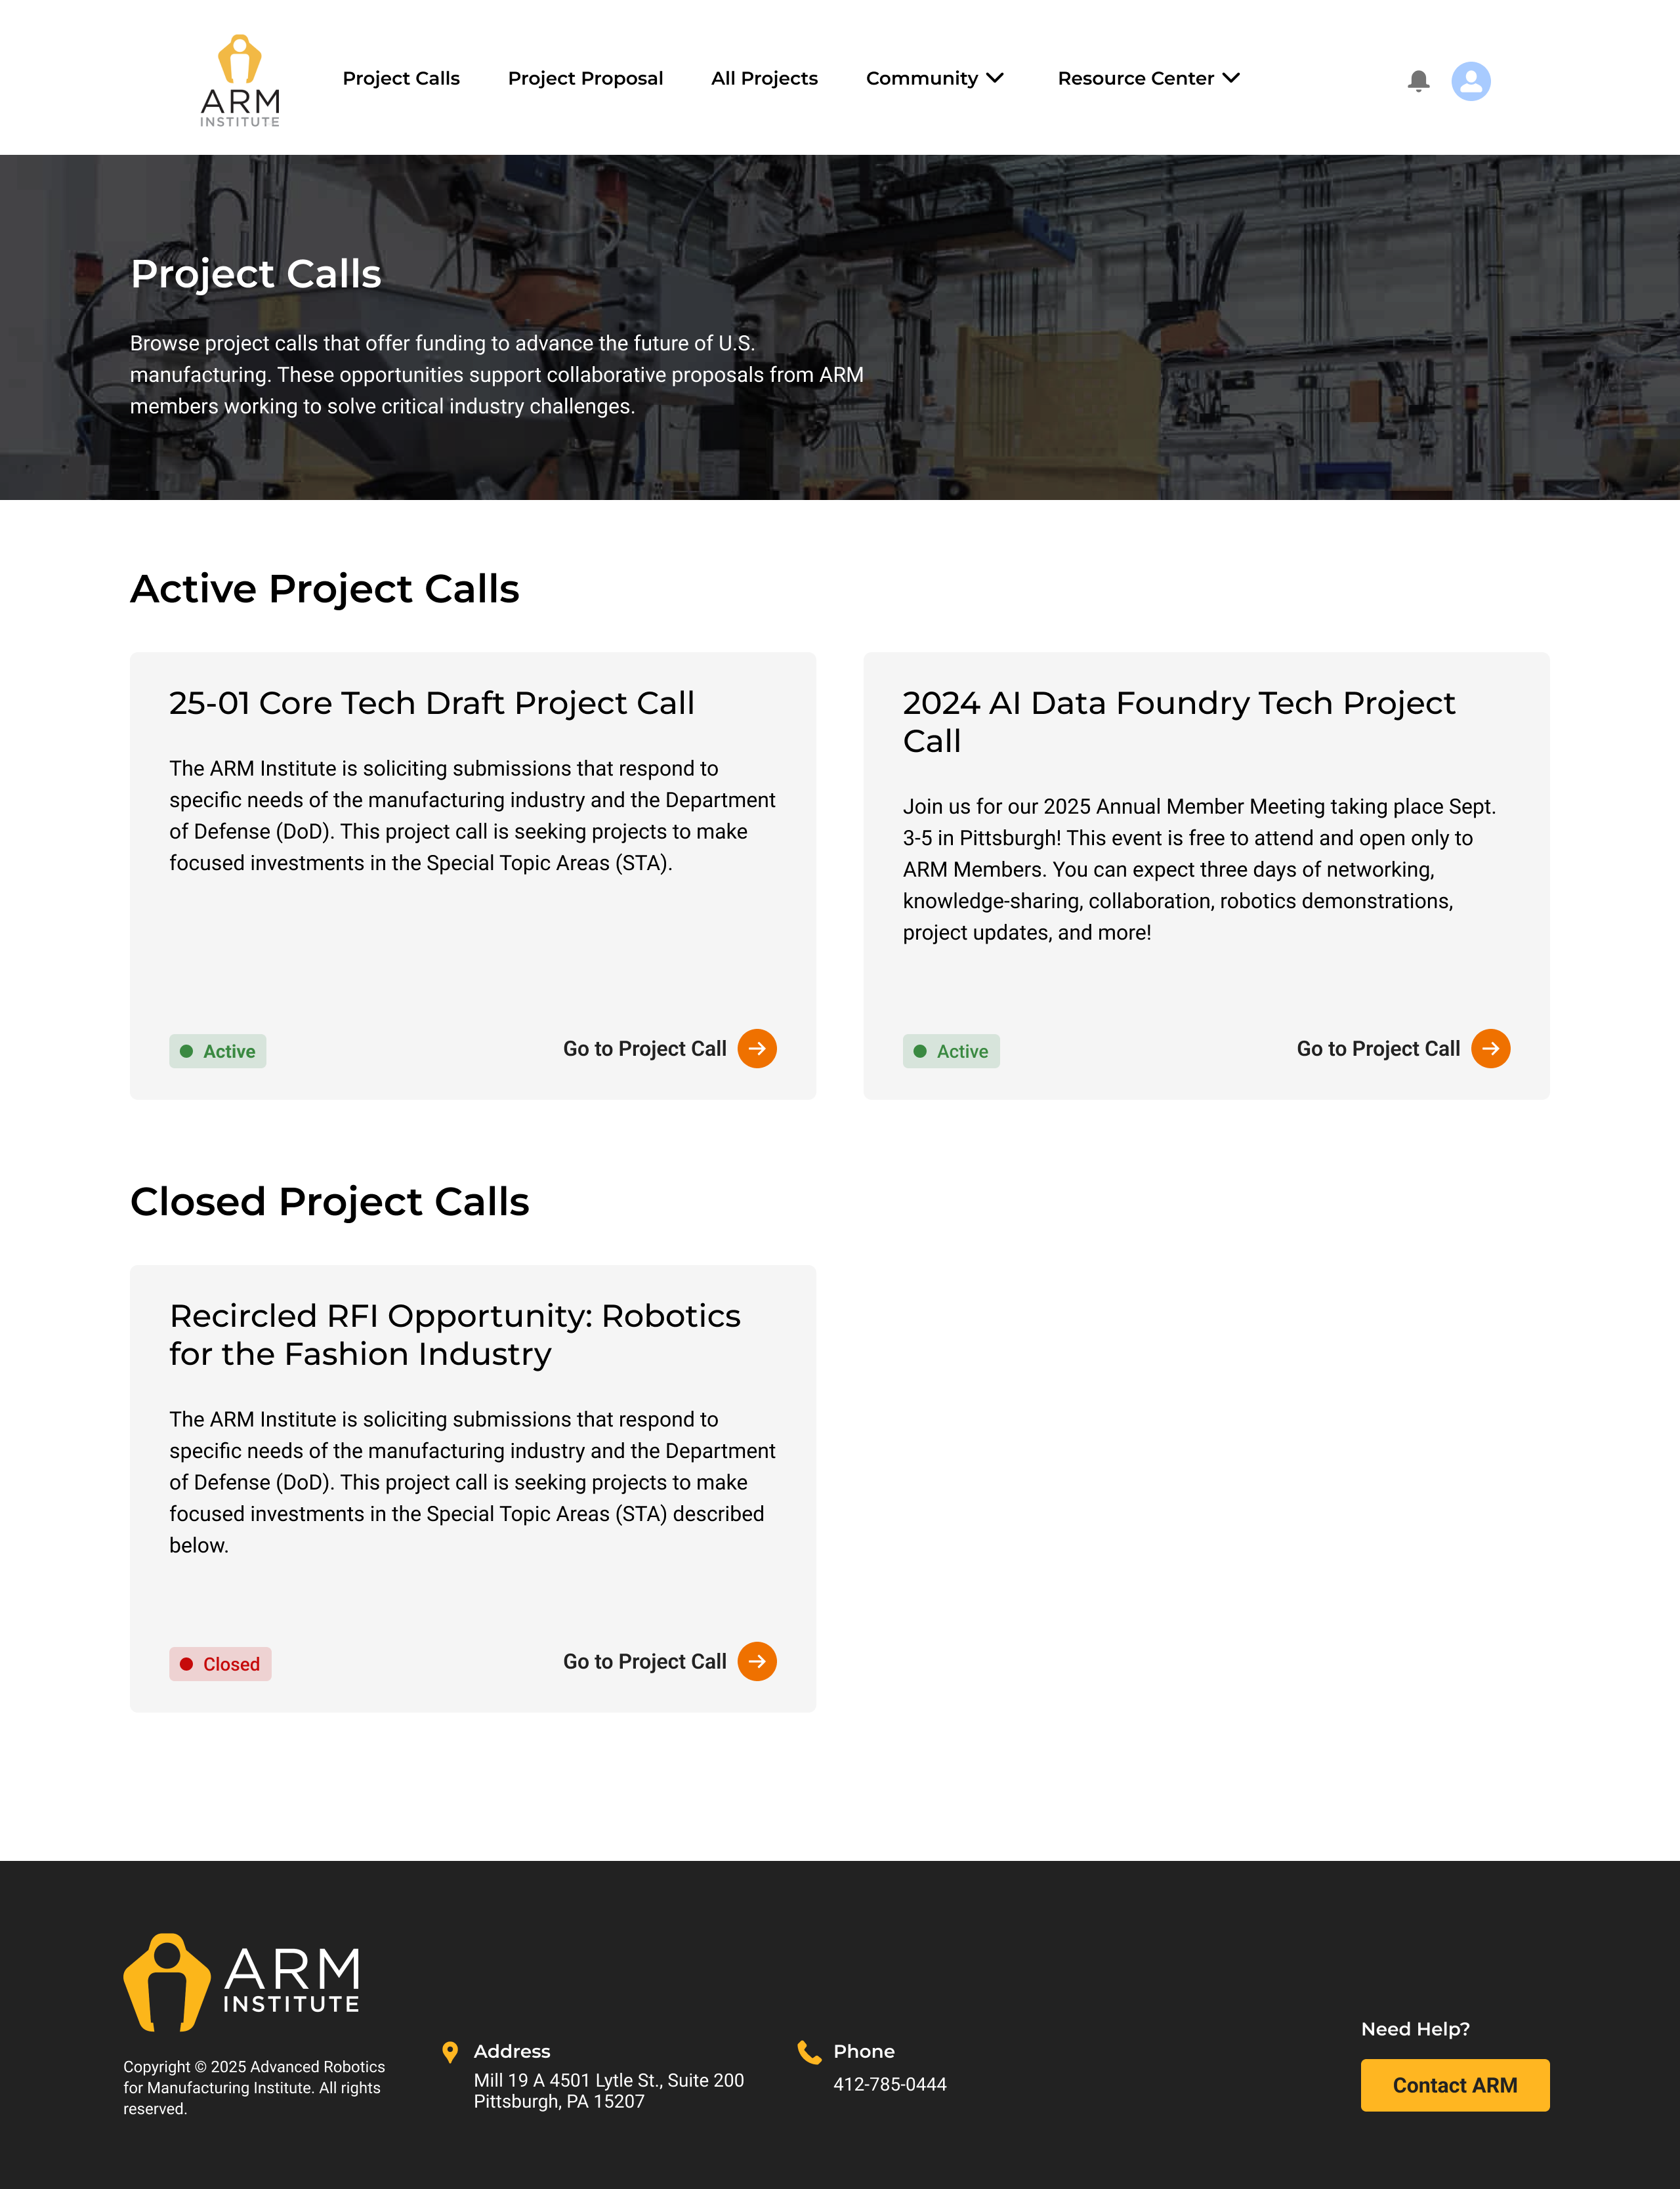 ARM
INSTITUTE
Project Calls
Project Proposal
All Projects
Community
Resource Center
Project Calls
Browse project calls that offer funding to advance the future of U.S.
manufacturing. These opportunities support collaborative proposals from ARM
members working to solve critical industry challenges.
Active Project Calls
25-01 Core Tech Draft Project Call
The ARM Institute is soliciting submissions that respond to
specific needs of the manufacturing industry and the Department
of Defense (DoD). This project call is seeking projects to make
focused investments in the Special Topic Areas (STA).
Active
Go to Project Call
2024 AI Data Foundry Tech Project
Call
Join us for our 2025 Annual Member Meeting taking place Sept.
3-5 in Pittsburgh! This event is free to attend and open only to
ARM Members. You can expect three days of networking,
knowledge-sharing, collaboration, robotics demonstrations,
project updates, and more!
Active
Go to Project Call
Closed Project Calls
Recircled RFI Opportunity: Robotics
for the Fashion Industry
The ARM Institute is soliciting submissions that respond to
specific needs of the manufacturing industry and the Department
of Defense (DoD). This project call is seeking projects to make
focused investments in the Special Topic Areas (STA) described
below.
Closed
Go to Project Call
ARM
INSTITUTE
Copyright © 2025 Advanced Robotics
for Manufacturing Institute. All rights
reserved.
Address
Mill 19 A 4501 Lytle St., Suite 200
Pittsburgh, PA 15207
Phone
412-785-0444
Need Help?
Contact ARM